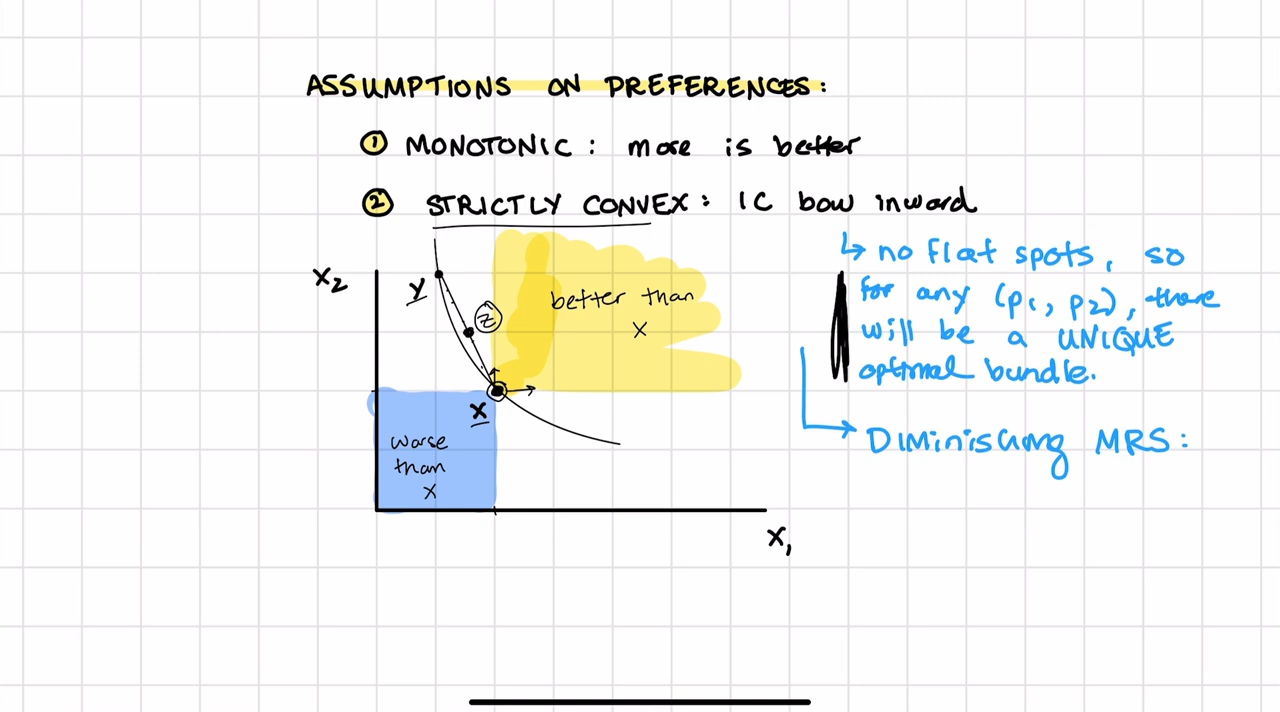 ASSUMPTIONS ON PREFERENCES:
① MONOTONIC: more is better
② STRICTLY CONVEX: IC bow inward
↳ no flat spots, so
for any (p₁, p₂), there
will be a UNIQUE
optimal bundle.
→ DIMINISHING MRS:
X₂
y
z
better than
X
X
worse
than
X
X₁